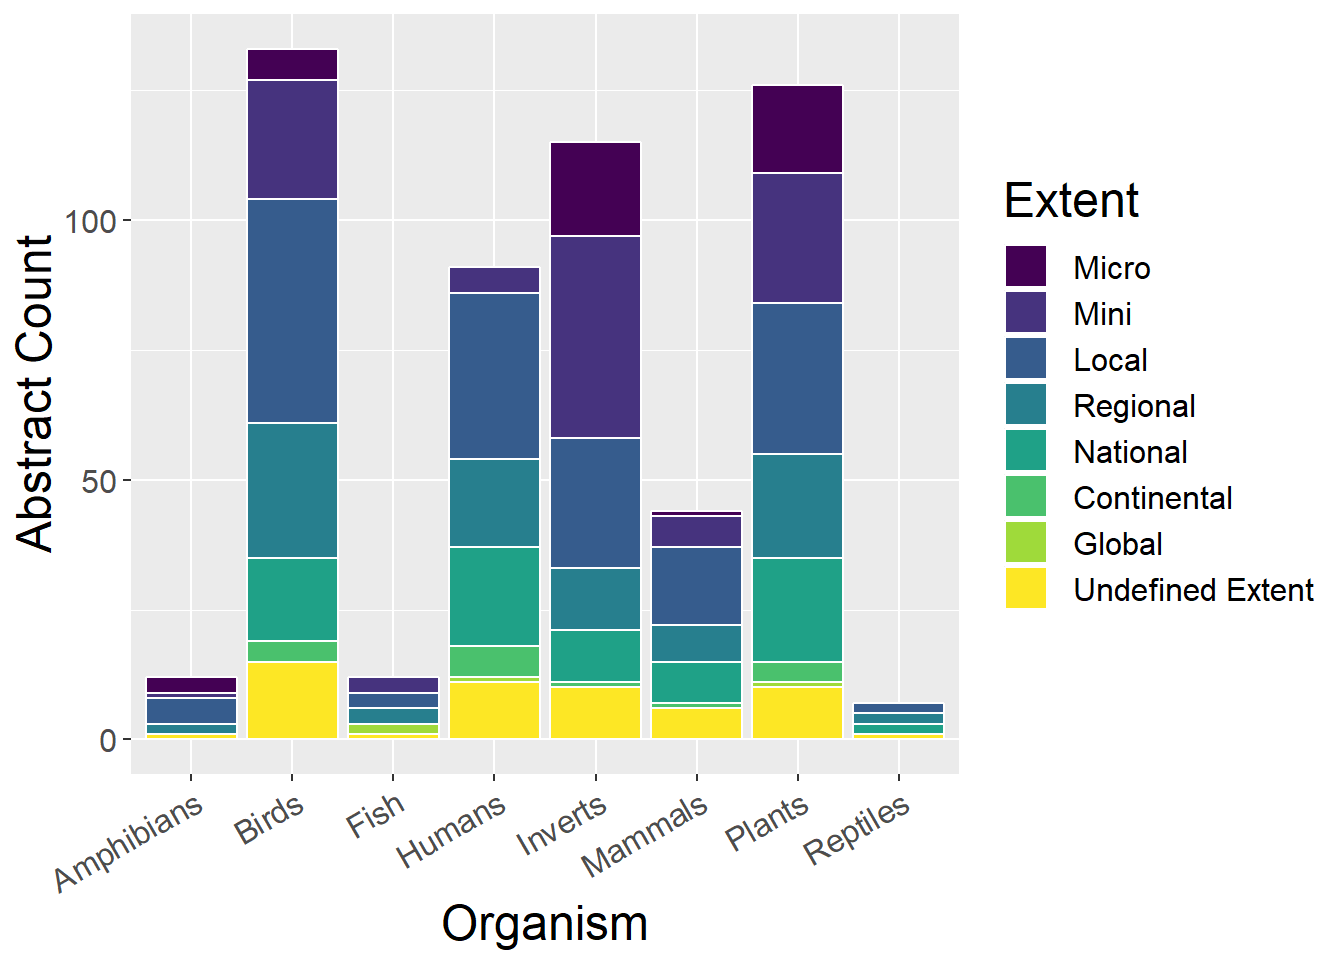 Abstract Count
100
50
0
Amphibians
Birds
Fish
Humans
Inverts
Mammals
Plants
Reptiles
Organism
Extent
Micro
Mini
Local
Regional
National
Continental
Global
Undefined Extent